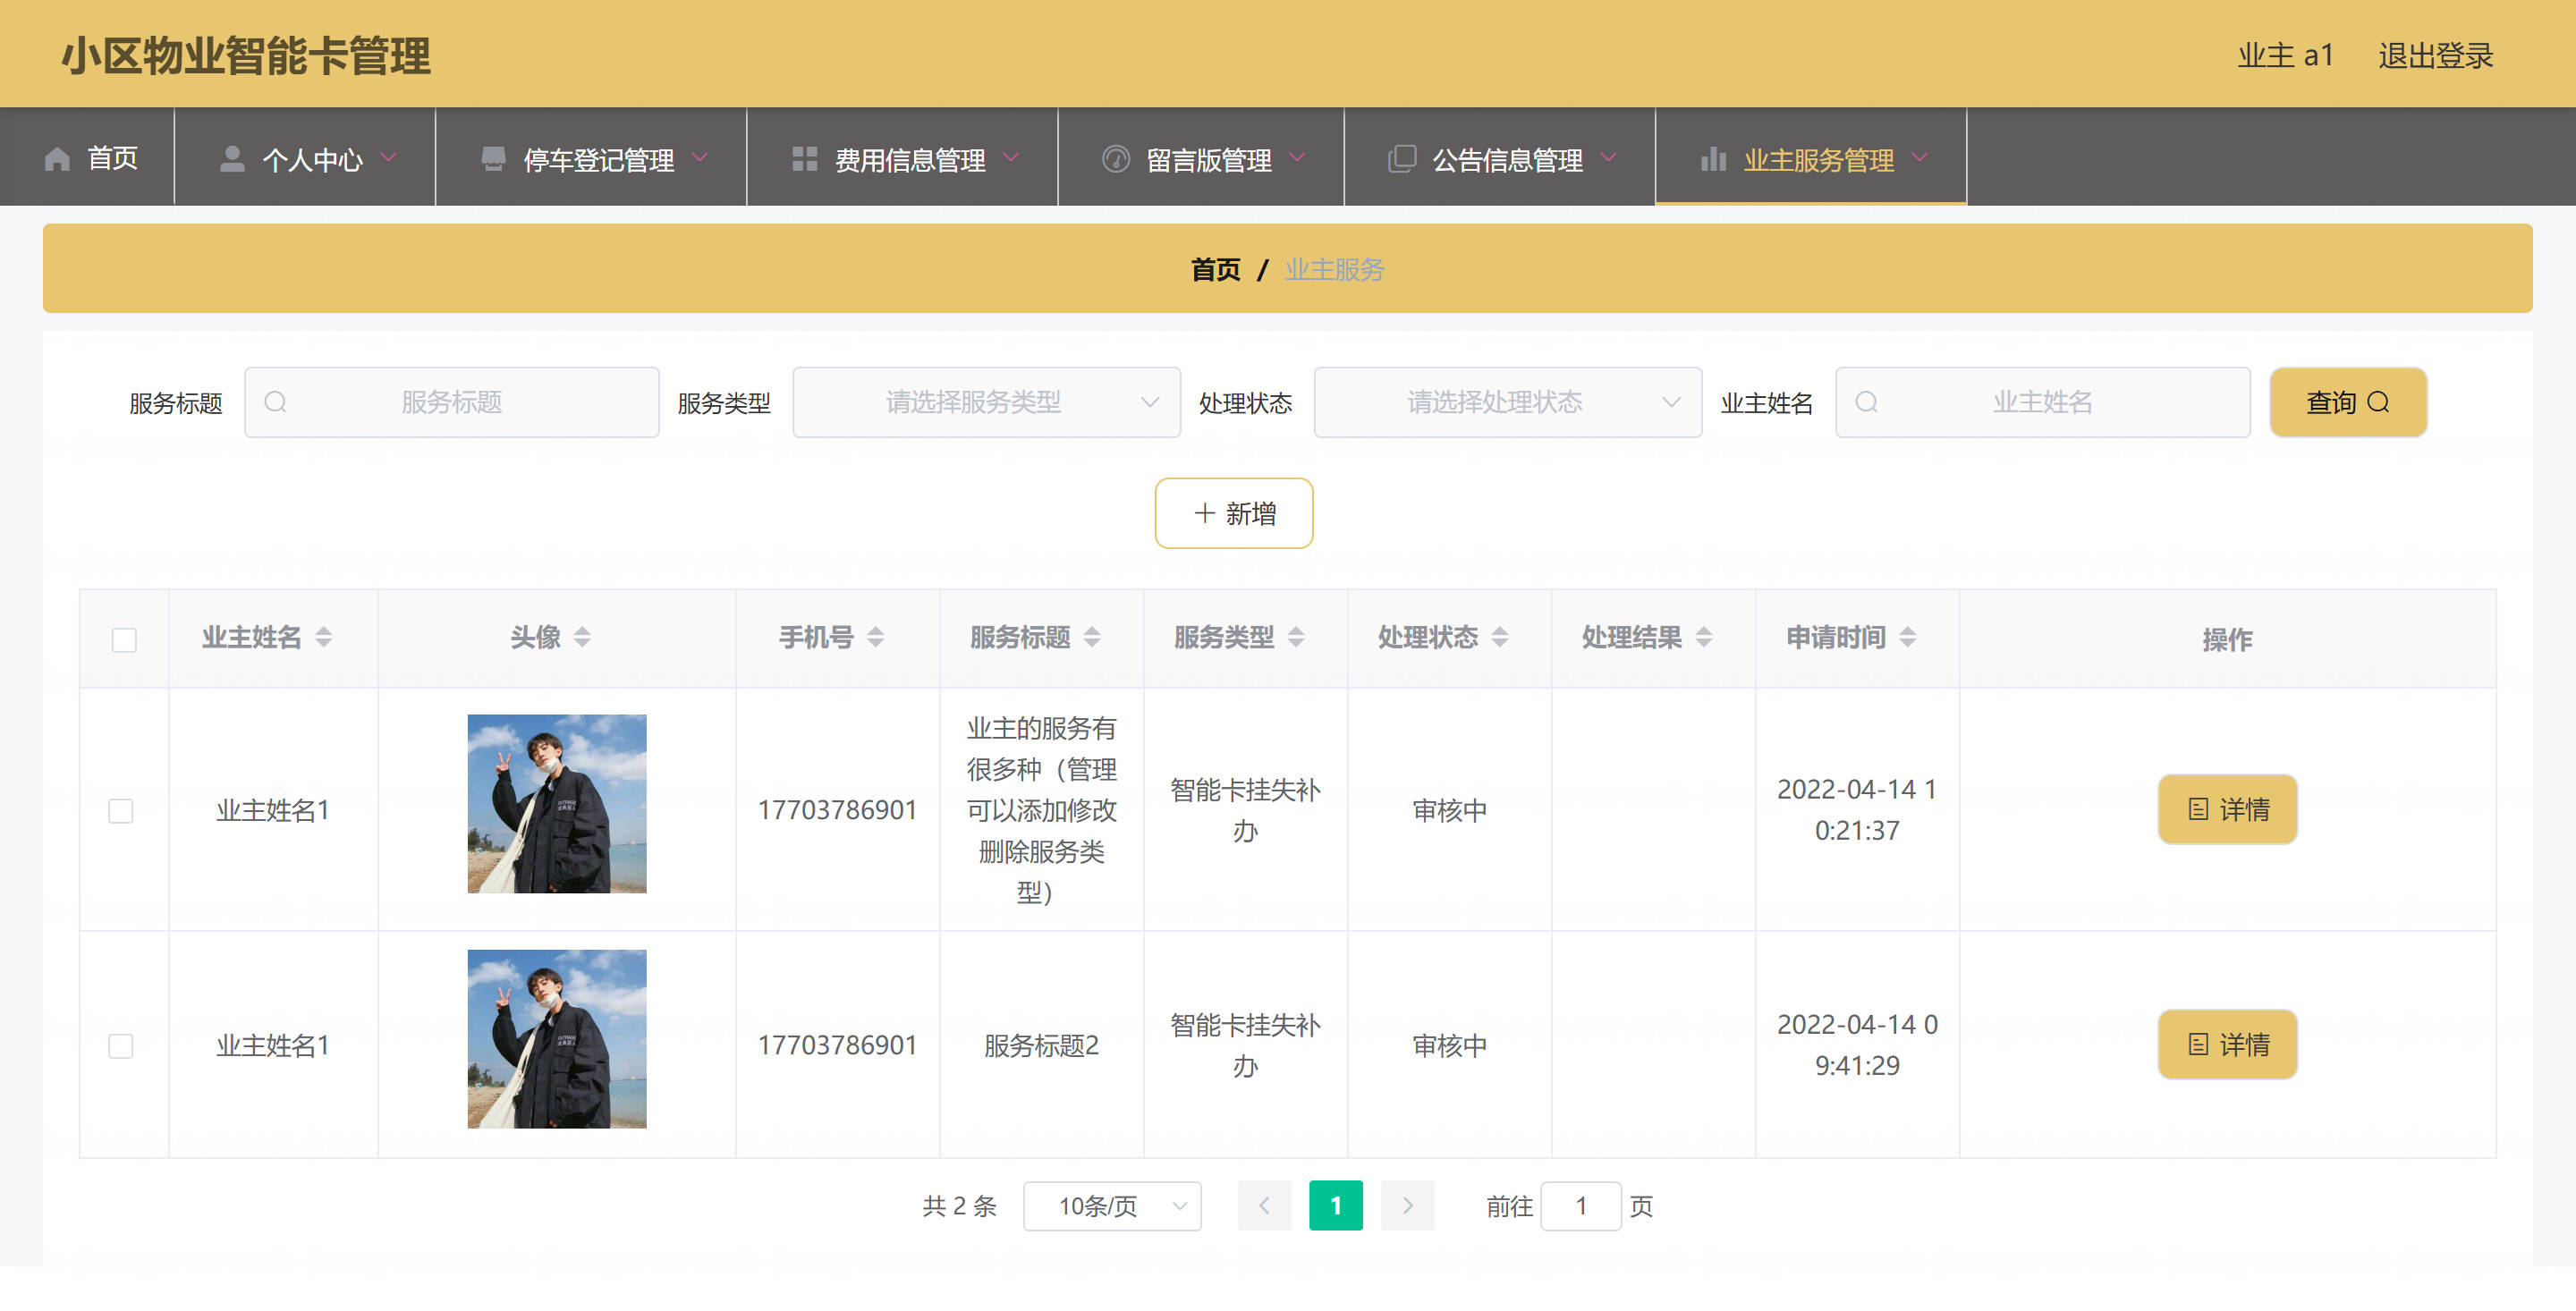 小区物业智能卡管理
业主 a1 退出登录
首页 个人中心 停车登记管理 费用信息管理 留言版管理 公告信息管理 业主服务管理
首页 / 业主服务
服务标题 服务标题 服务类型 请选择服务类型 处理状态 请选择处理状态 业主姓名 业主姓名 查询
新增
业主姓名 头像 手机号 服务标题 服务类型 处理状态 处理结果 申请时间 操作
业主姓名1
17703786901
业主的服务有
很多种（管理
可以添加修改
删除服务类
型）
智能卡挂失补
办
审核中
2022-04-14 1
0:21:37
详情
业主姓名1
17703786901
服务标题2
智能卡挂失补
办
审核中
2022-04-14 0
9:41:29
详情
共 2 条 10条/页 1 前往 1 页